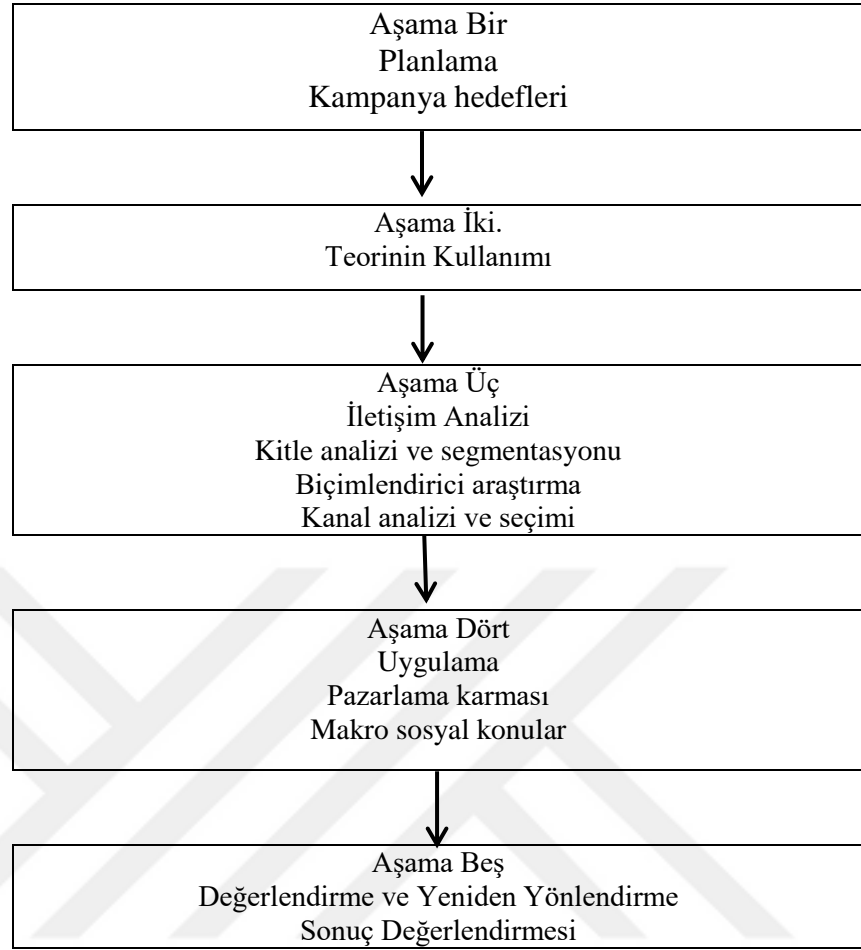 Aşama Bir
Planlama
Kampanya hedefleri
Aşama İki.
Teorinin Kullanımı
Aşama Üç
İletişim Analizi
Kitle analizi ve segmentasyonu
Biçimlendirici araştırma
Kanal analizi ve seçimi
Aşama Dört
Uygulama
Pazarlama karması
Makro sosyal konular
Aşama Beş
Değerlendirme ve Yeniden Yönlendirme
Sonuç Değerlendirmesi